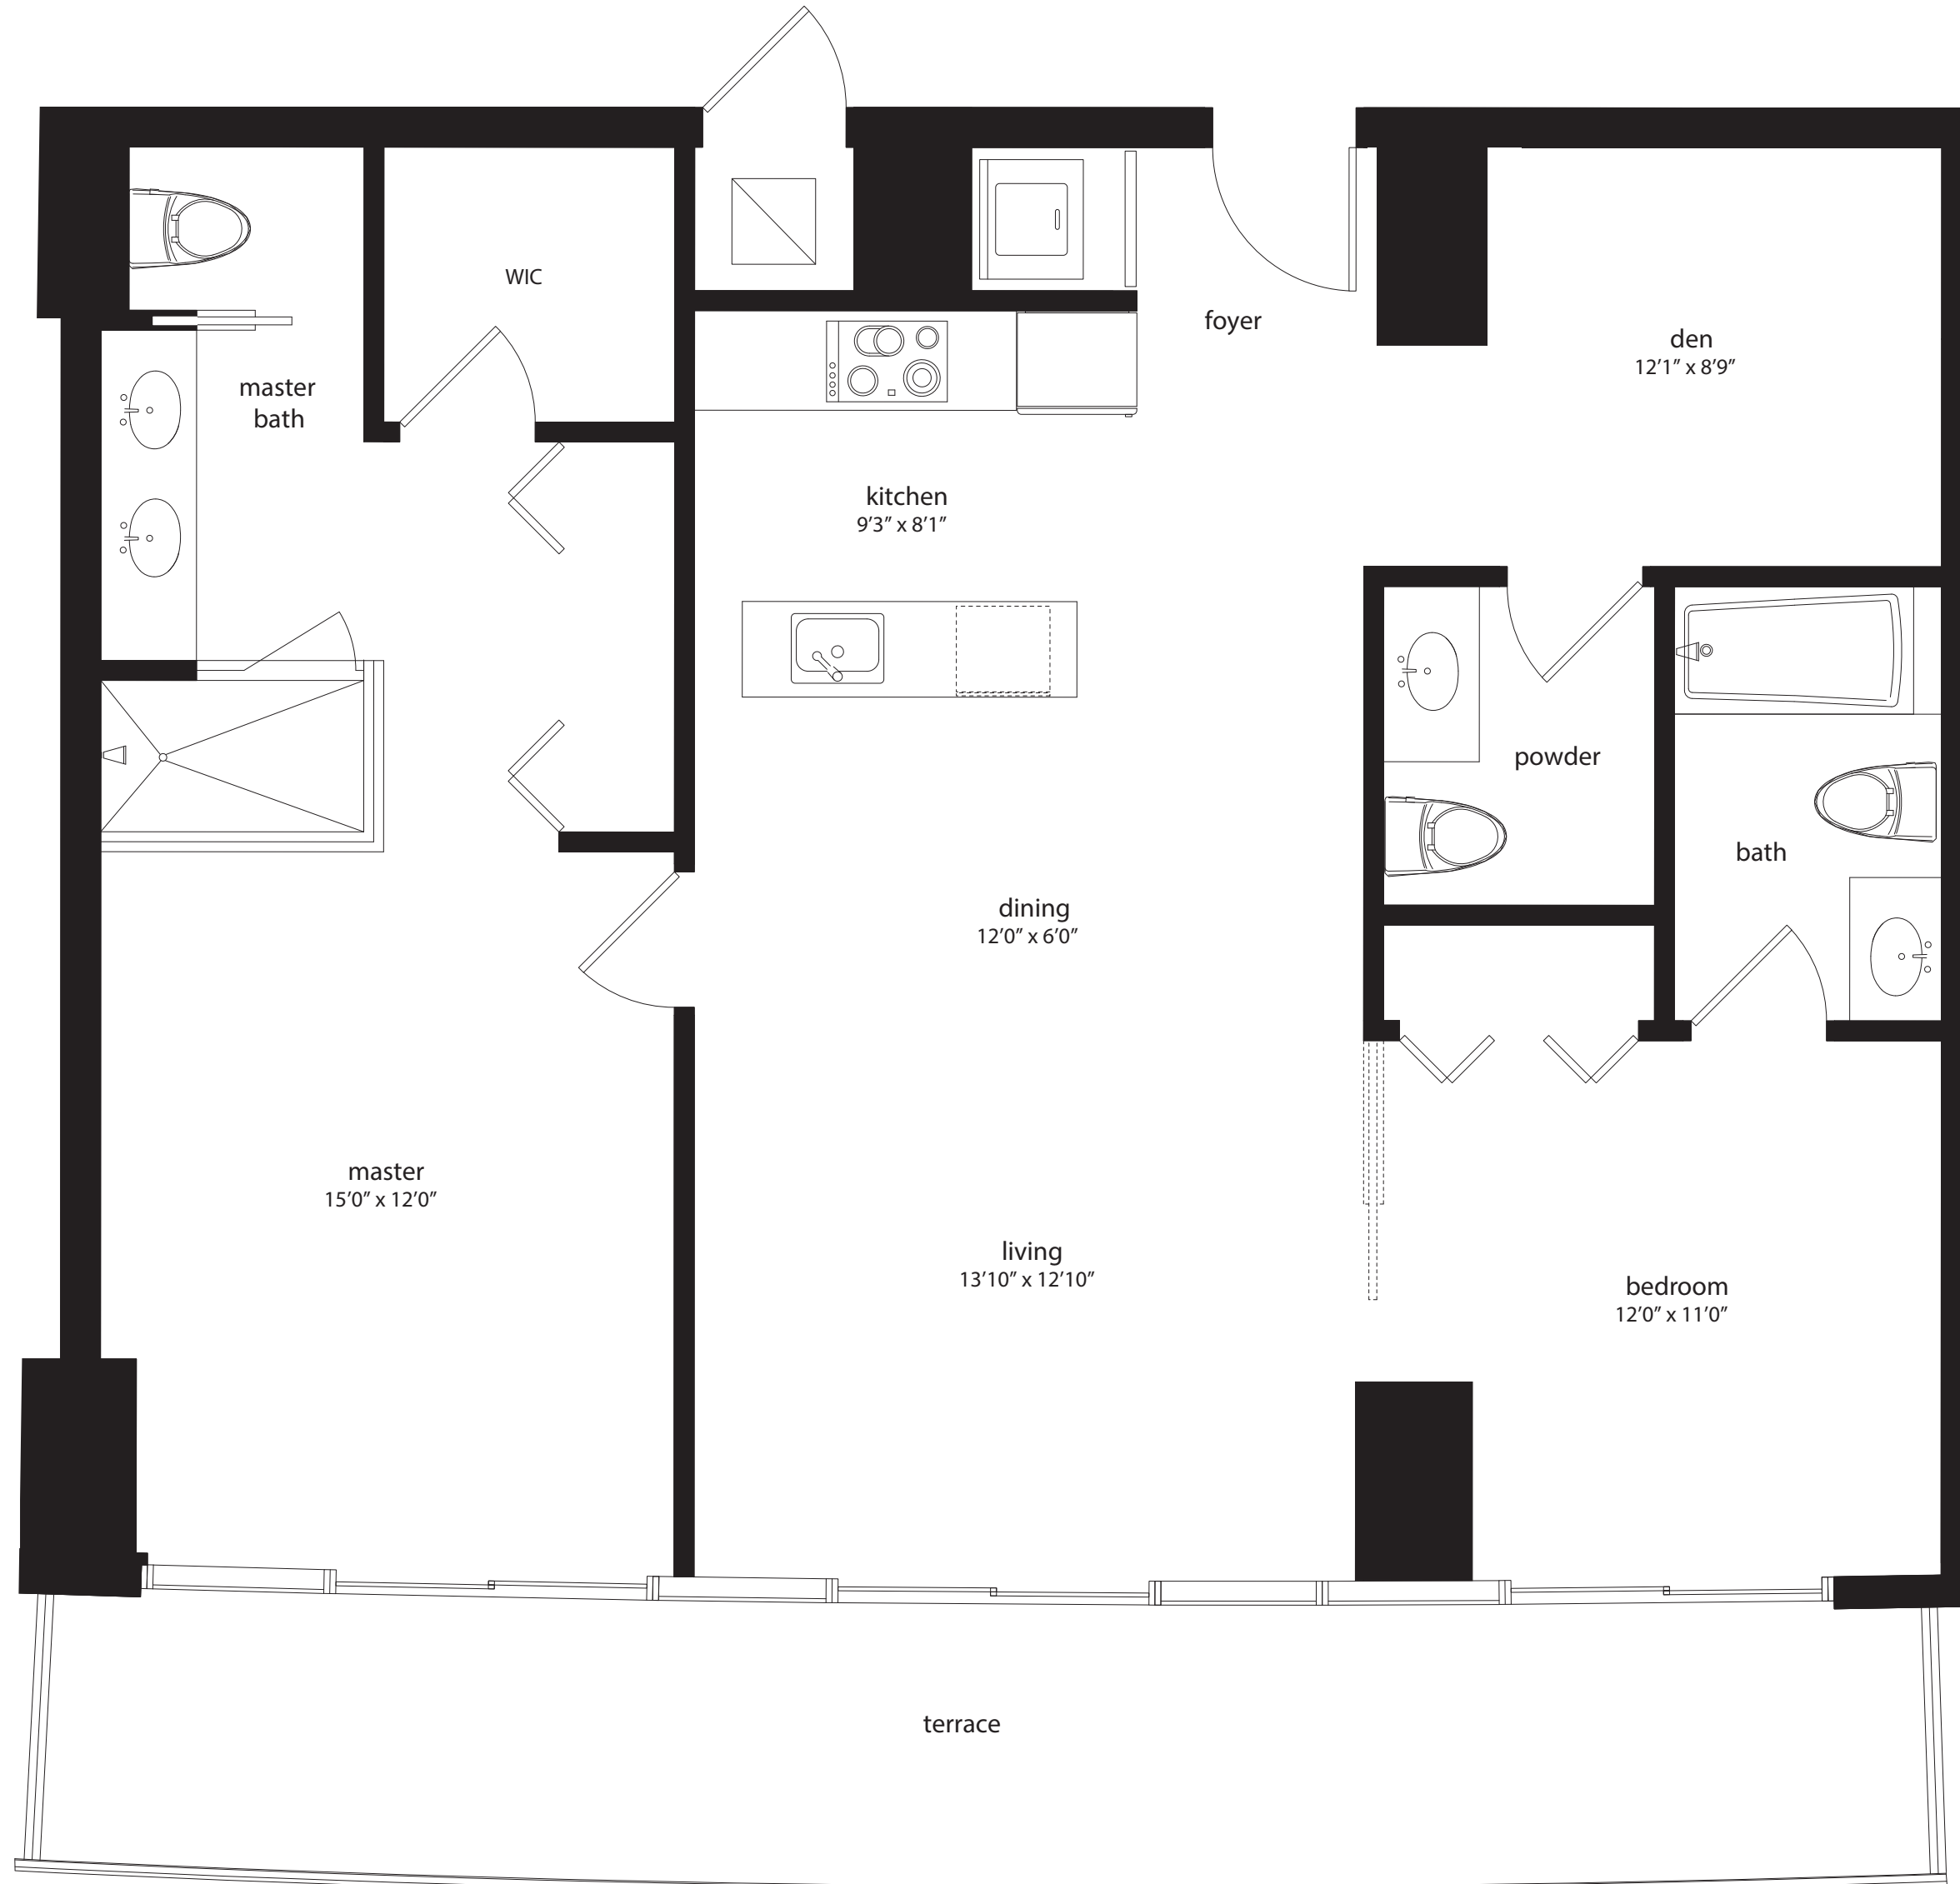 WIC
foyer
den
12’1” x 8’9”
master
bath
kitchen
9’3” x 8’1”
powder
bath
dining
12’0” x 6’0”
master
15’0” x 12’0”
living
13’10” x 12’10”
bedroom
12’0” x 11’0”
terrace